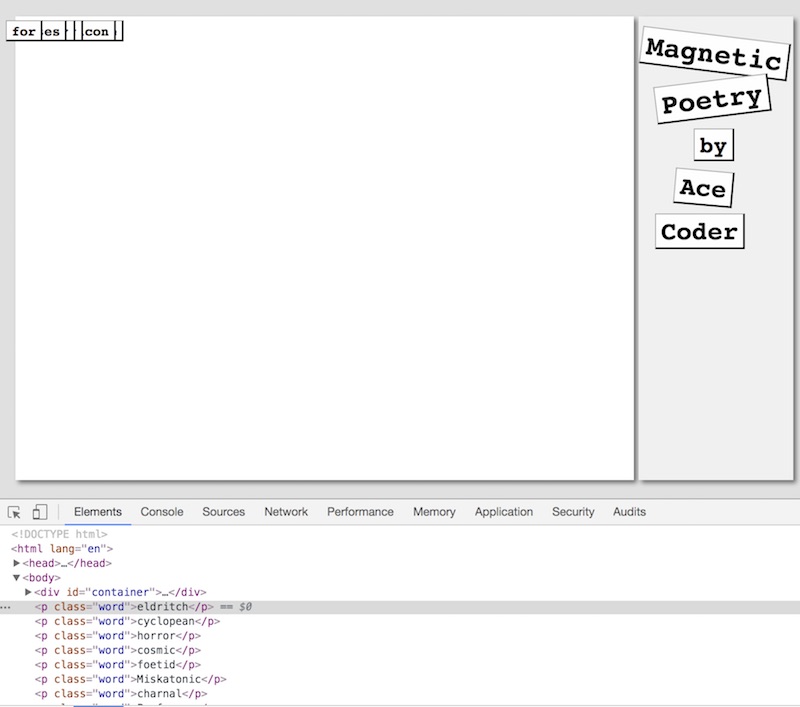 for es con
Magnetic
Poetry
by
Ace
Coder
Elements Console Sources Network Performance Memory Application Security Audits
<!DOCTYPE html>
<html lang="en">
<head>…</head>
<body>
<div id="container">…</div>
… <p class="word">eldritch</p> == $0
<p class="word">cyclopean</p>
<p class="word">horror</p>
<p class="word">cosmic</p>
<p class="word">foetid</p>
<p class="word">Miskatonic</p>
<p class="word">charnal</p>